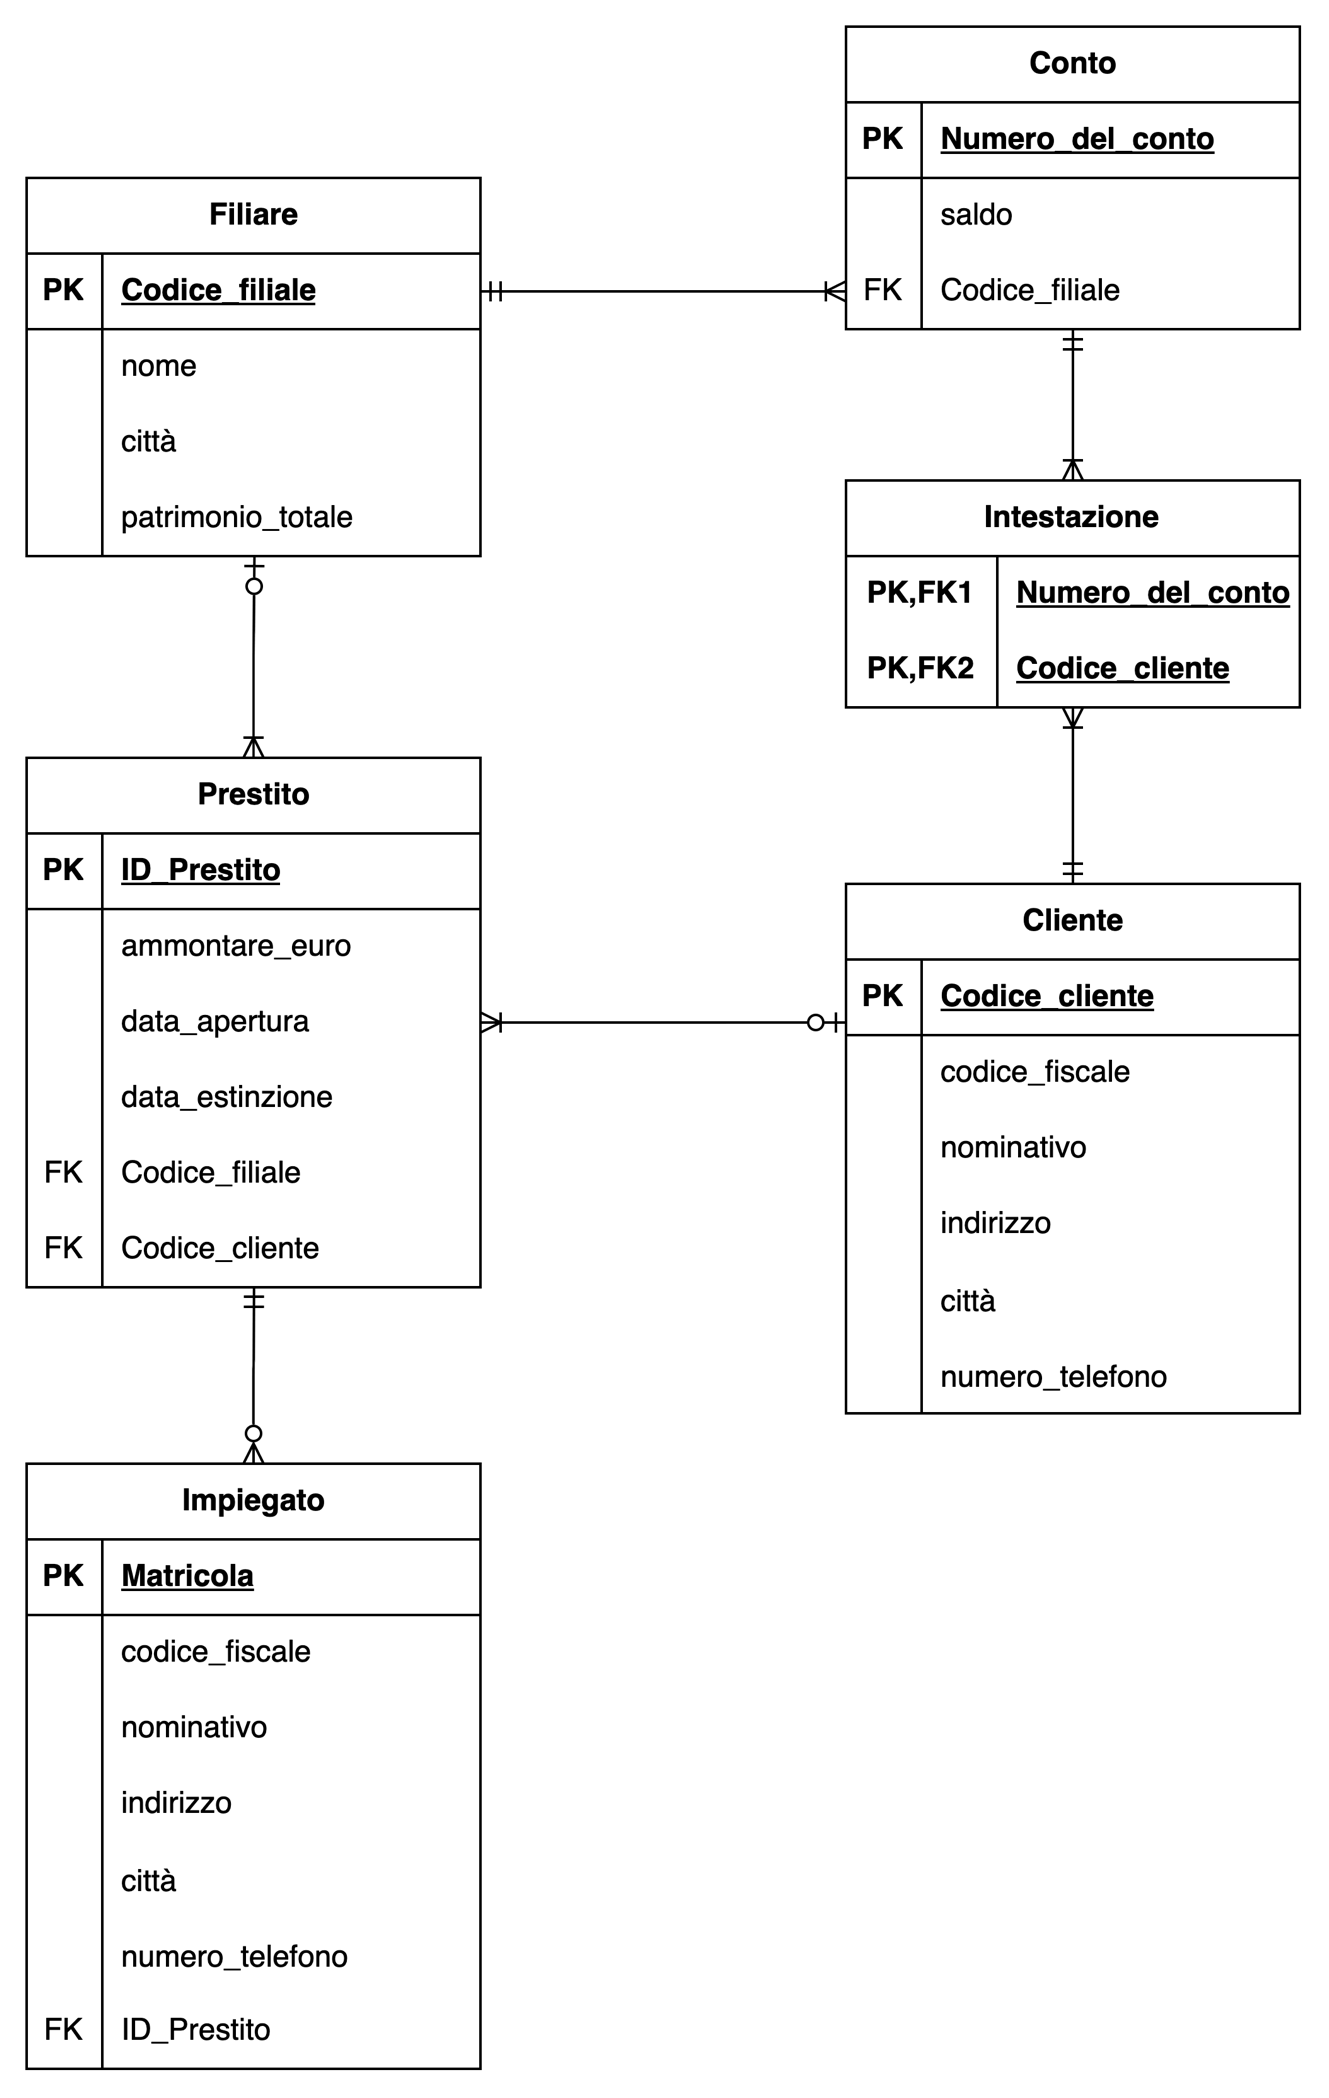 Conto
PK Numero_del_conto
saldo
FK Codice_filiale
Filiare
PK Codice_filiale
nome
città
patrimonio_totale
Intestazione
PK,FK1 Numero_del_conto
PK,FK2 Codice_cliente
Prestito
PK ID_Prestito
ammontare_euro
data_apertura
data_estinzione
FK Codice_filiale
FK Codice_cliente
Cliente
PK Codice_cliente
codice_fiscale
nominativo
indirizzo
città
numero_telefono
Impiegato
PK Matricola
codice_fiscale
nominativo
indirizzo
città
numero_telefono
FK ID_Prestito